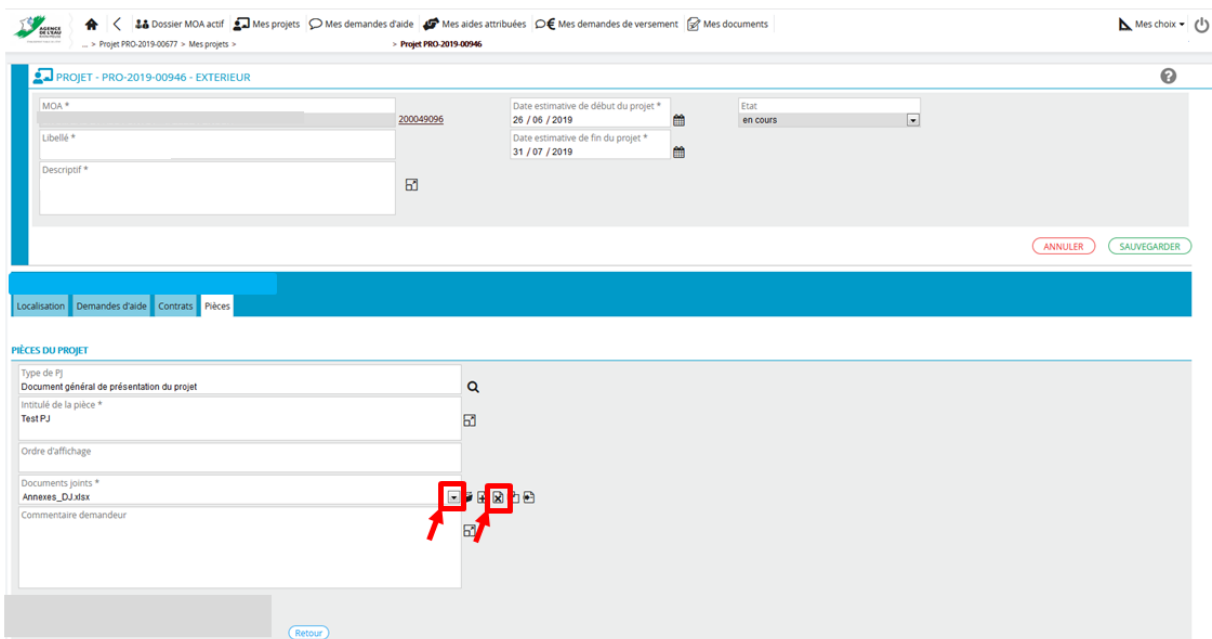 AGENCE
DE L'EAU
Dossier MOA actif Mes projets Mes demandes d'aide Mes aides attribuées Mes demandes de versement Mes documents Mes choix
... > Projet PRO-2019-00677 > Mes projets > > Projet PRO-2019-00946
PROJET - PRO-2019-00946 - EXTERIEUR
MOA *
200049096
Date estimative de début du projet *
26 / 06 / 2019
Etat
en cours
Libellé *
Date estimative de fin du projet *
31 / 07 / 2019
Descriptif *
ANNULER SAUVEGARDER
Localisation Demandes d'aide Contrats Pièces
PIÈCES DU PROJET
Type de PJ
Document général de présentation du projet
Intitulé de la pièce *
Test PJ
Ordre d'affichage
Documents joints *
Annexes_DJ.xlsx
Commentaire demandeur
Retour